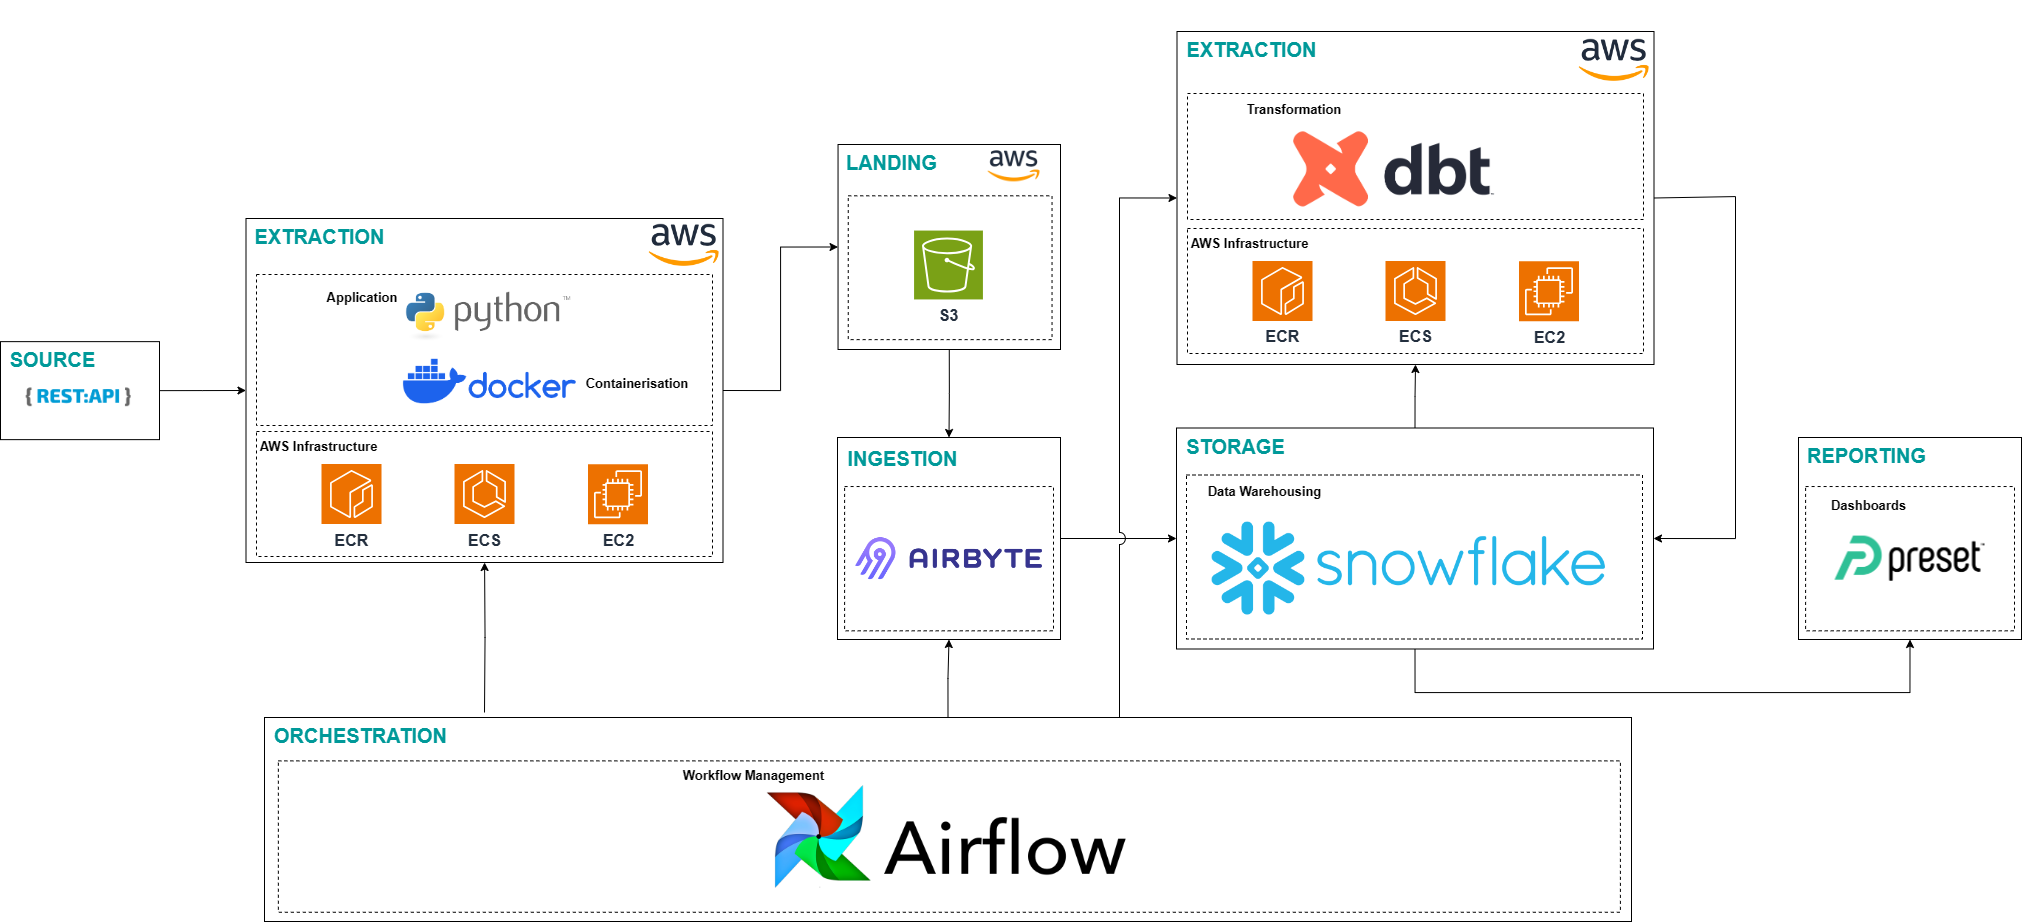 SOURCE
{ REST:API }
EXTRACTION
aws
Application
python™
docker
Containerisation
AWS Infrastructure
ECR
ECS
EC2
LANDING
aws
S3
INGESTION
AIRBYTE
EXTRACTION
aws
Transformation
dbt
AWS Infrastructure
ECR
ECS
EC2
STORAGE
Data Warehousing
snowflake
REPORTING
Dashboards
preset™
ORCHESTRATION
Workflow Management
Airflow